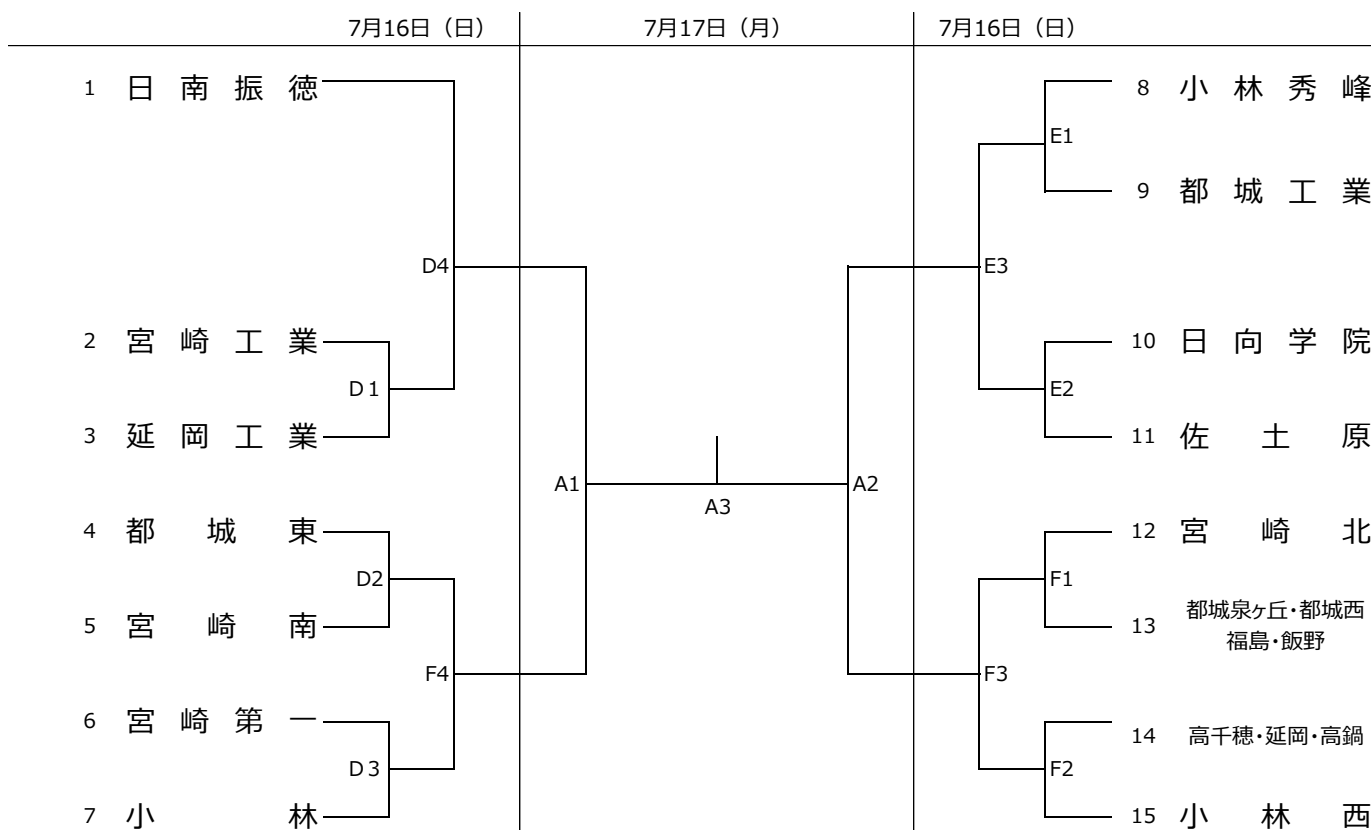 7月16日（日） 7月17日（月） 7月16日（日）
1 日南振徳
D4
2 宮崎工業
D1
3 延岡工業
A1
4 都城東
D2
5 宮崎南
F4
6 宮崎第一
D3
7 小林
A3
8 小林秀峰
E1
9 都城工業
E3
10 日向学院
E2
11 佐土原
A2
12 宮崎北
F1
13 都城泉ヶ丘・都城西
福島・飯野
F3
14 高千穂・延岡・高鍋
F2
15 小林西